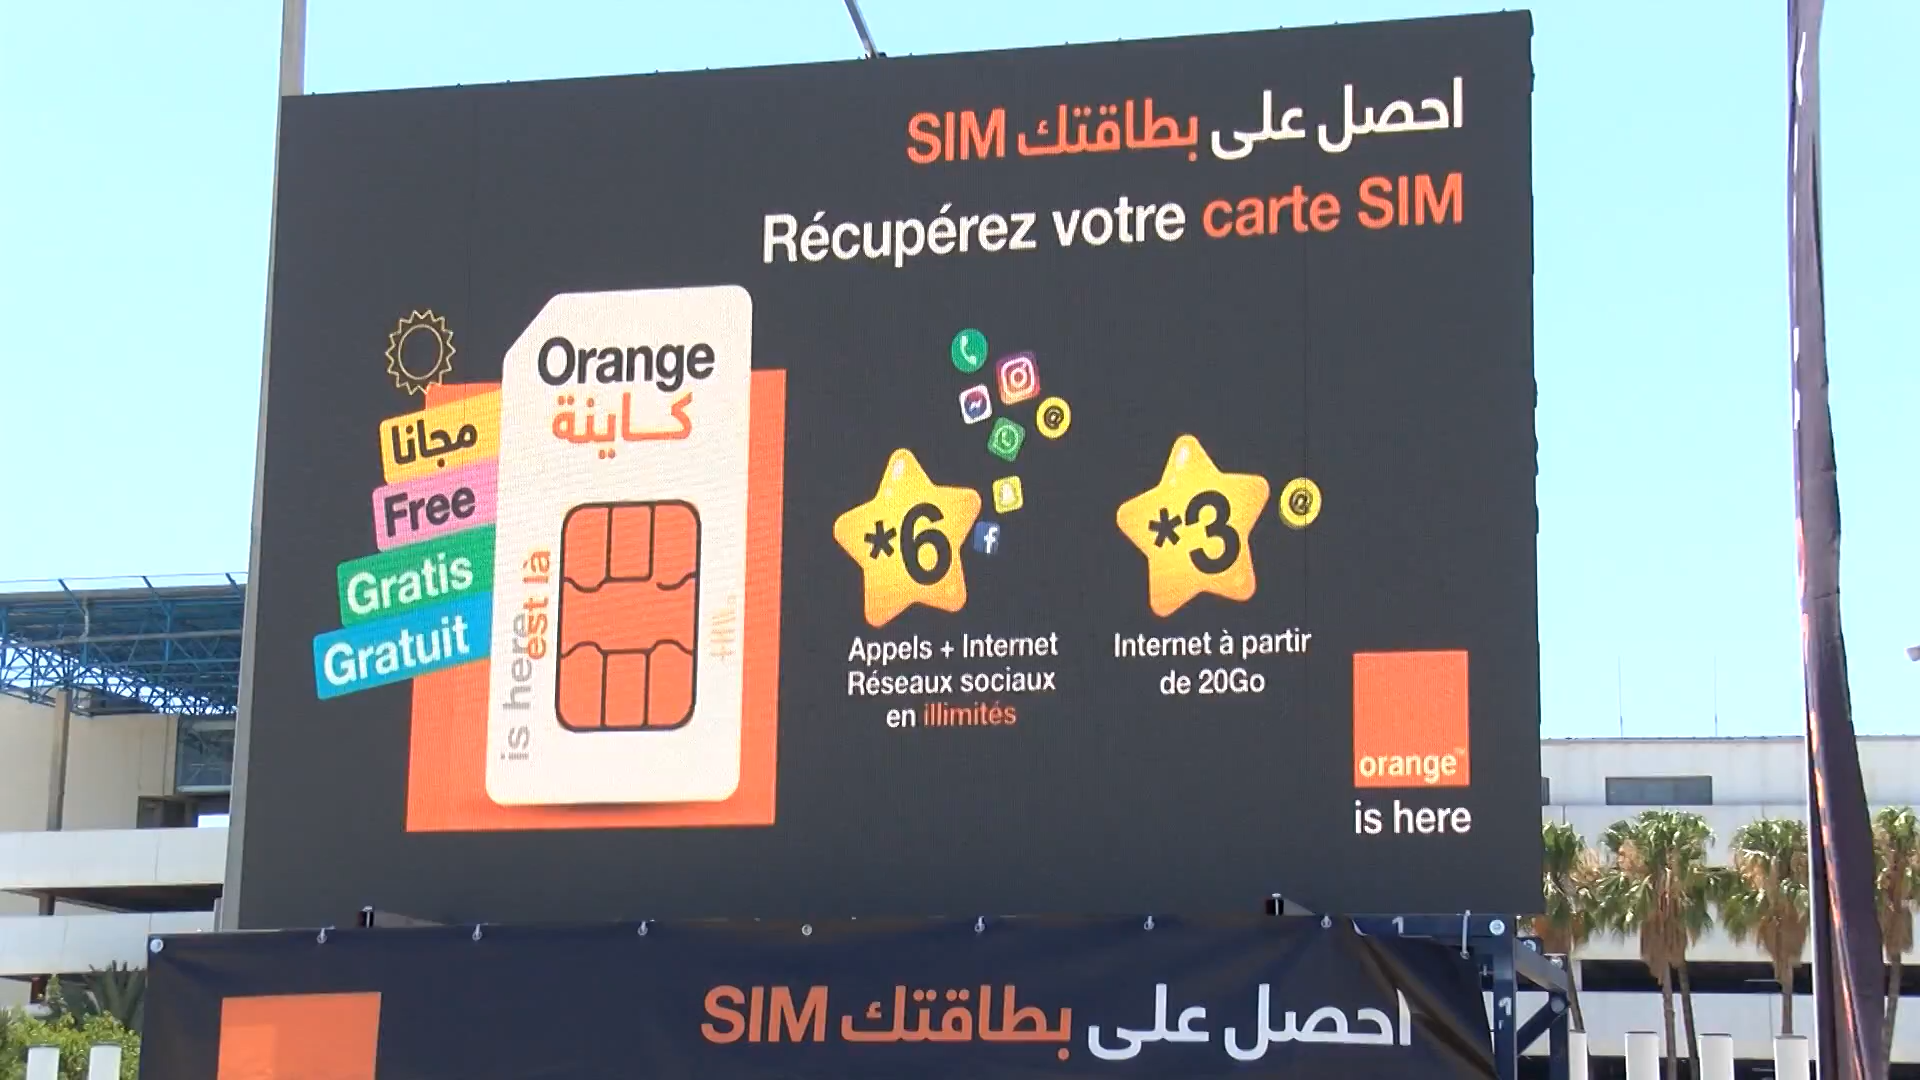 احصل على بطاقتك SIM
Récupérez votre carte SIM
Orange
كاينة
مجانا
Free
Gratis
Gratuit
is here
est là
*6
Appels + Internet
Réseaux sociaux
en illimités
*3
Internet à partir
de 20Go
orange
is here
احصل على بطاقتك SIM